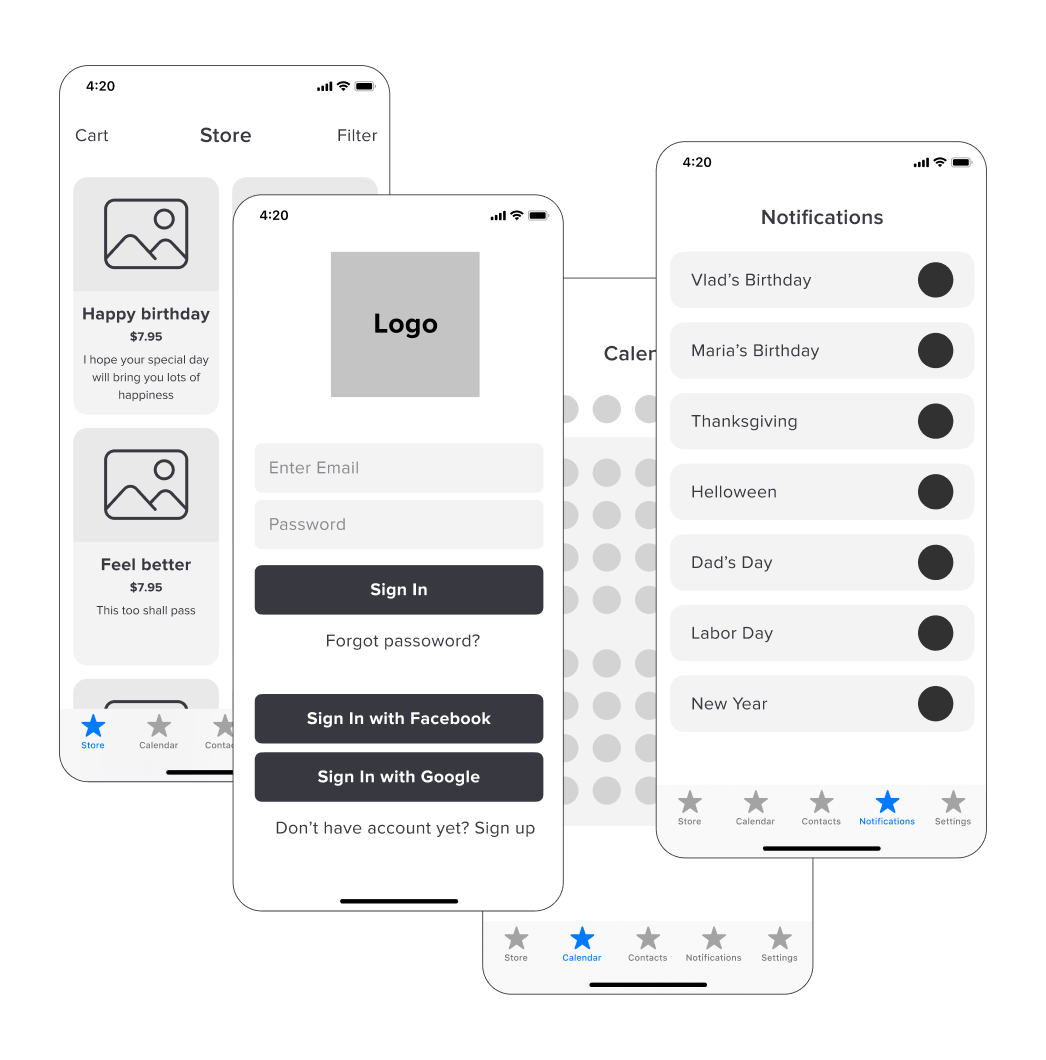 4:20
Cart
Store
Filter
Happy birthday
$7.95
I hope your special day
will bring you lots of
happiness
Feel better
$7.95
This too shall pass
Store
Calendar
4:20
Logo
Enter Email
Password
Sign In
Forgot passoword?
Sign In with Facebook
Sign In with Google
Don't have account yet? Sign up
Store
Calendar
Contacts
Notifications
Settings
4:20
Notifications
Vlad's Birthday
Maria's Birthday
Thanksgiving
Helloween
Dad's Day
Labor Day
New Year
Store
Calendar
Contacts
Notifications
Settings